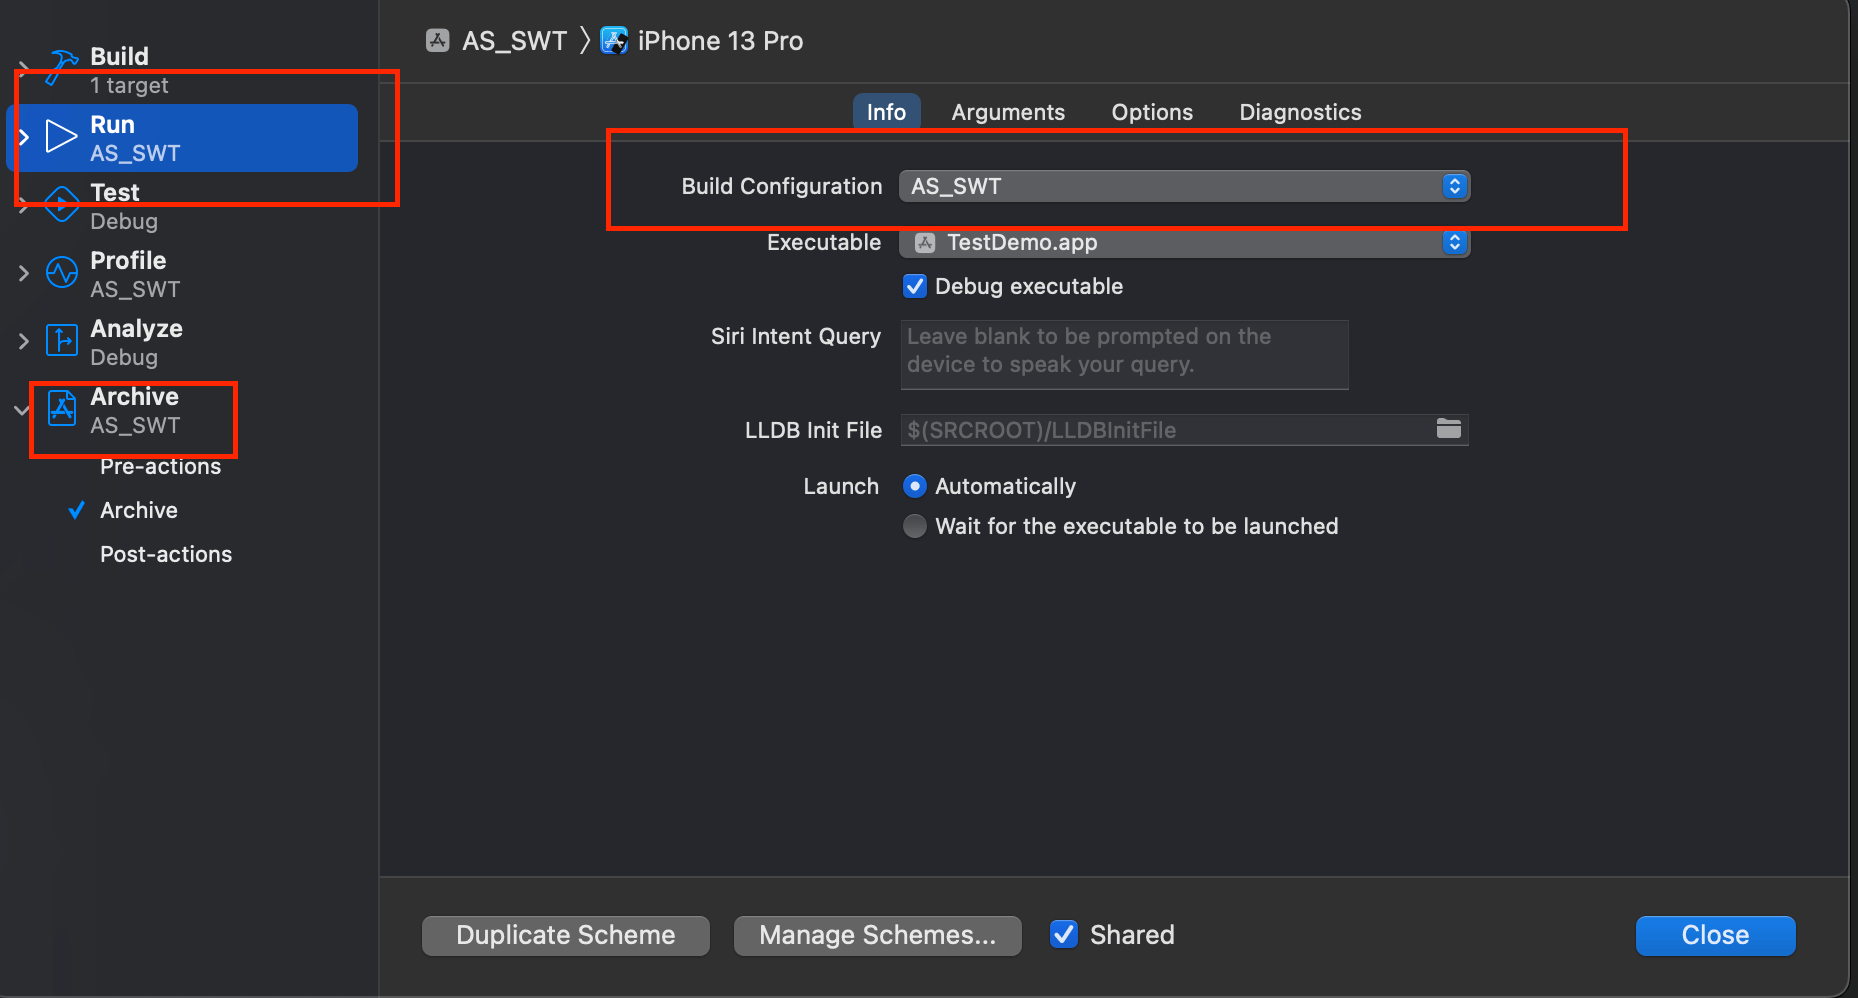 Build
1 target
Run
AS_SWT
Test
Debug
Profile
AS_SWT
Analyze
Debug
Archive
AS_SWT
Pre-actions
Archive
Post-actions
AS_SWT
iPhone 13 Pro
Info
Arguments
Options
Diagnostics
Build Configuration
AS_SWT
Executable
TestDemo.app
Debug executable
Siri Intent Query
Leave blank to be prompted on the
device to speak your query.
LLDB Init File
$(SRCROOT)/LLDBInitFile
Launch
Automatically
Wait for the executable to be launched
Duplicate Scheme
Manage Schemes...
Shared
Close